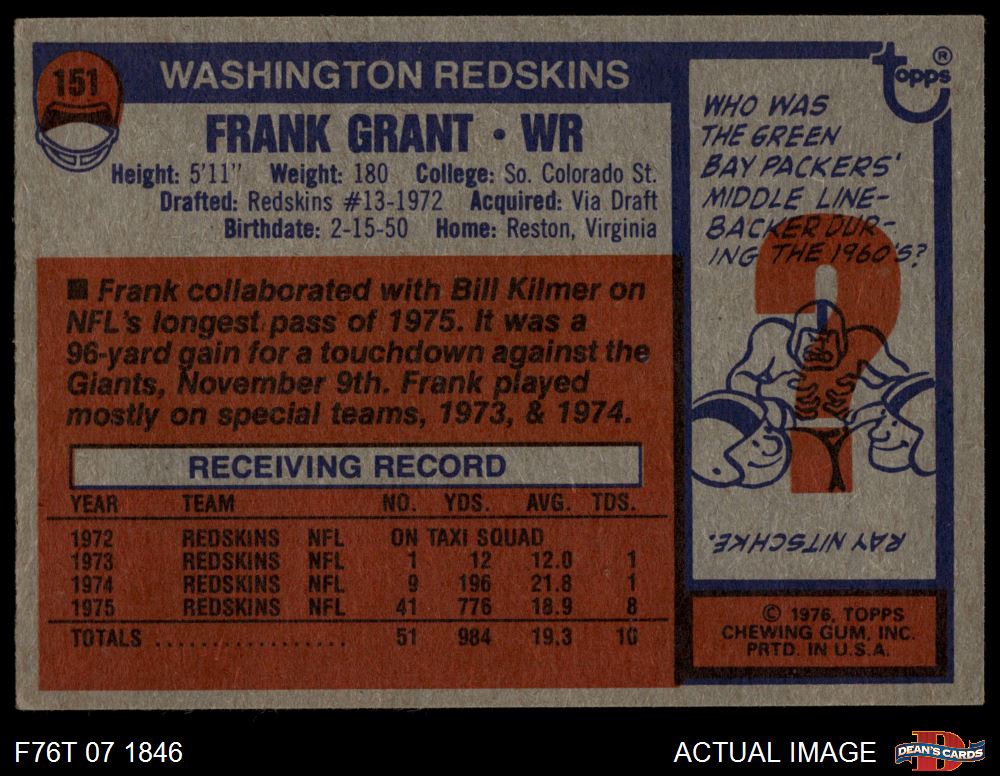 151
WASHINGTON REDSKINS
FRANK GRANT • WR
Height: 5'11" Weight: 180 College: So. Colorado St.
Drafted: Redskins #13-1972 Acquired: Via Draft
Birthdate: 2-15-50 Home: Reston, Virginia
■ Frank collaborated with Bill Kilmer on
NFL's longest pass of 1975. It was a
96-yard gain for a touchdown against the
Giants, November 9th. Frank played
mostly on special teams, 1973, & 1974.
RECEIVING RECORD
YEAR TEAM NO. YDS. AVG. TDS.
1972 REDSKINS NFL ON TAXI SQUAD
1973 REDSKINS NFL 1 12 12.0 1
1974 REDSKINS NFL 9 196 21.8 1
1975 REDSKINS NFL 41 776 18.9 8
TOTALS .................. 51 984 19.3 10
topps ®
WHO WAS
THE GREEN
BAY PACKERS'
MIDDLE LINE-
BACKER DUR-
ING THE 1960'S?
RAY NITSCHKE.
© 1976, TOPPS
CHEWING GUM, INC.
PRTD. IN U.S.A.
F76T 07 1846
ACTUAL IMAGE
DEAN'S CARDS